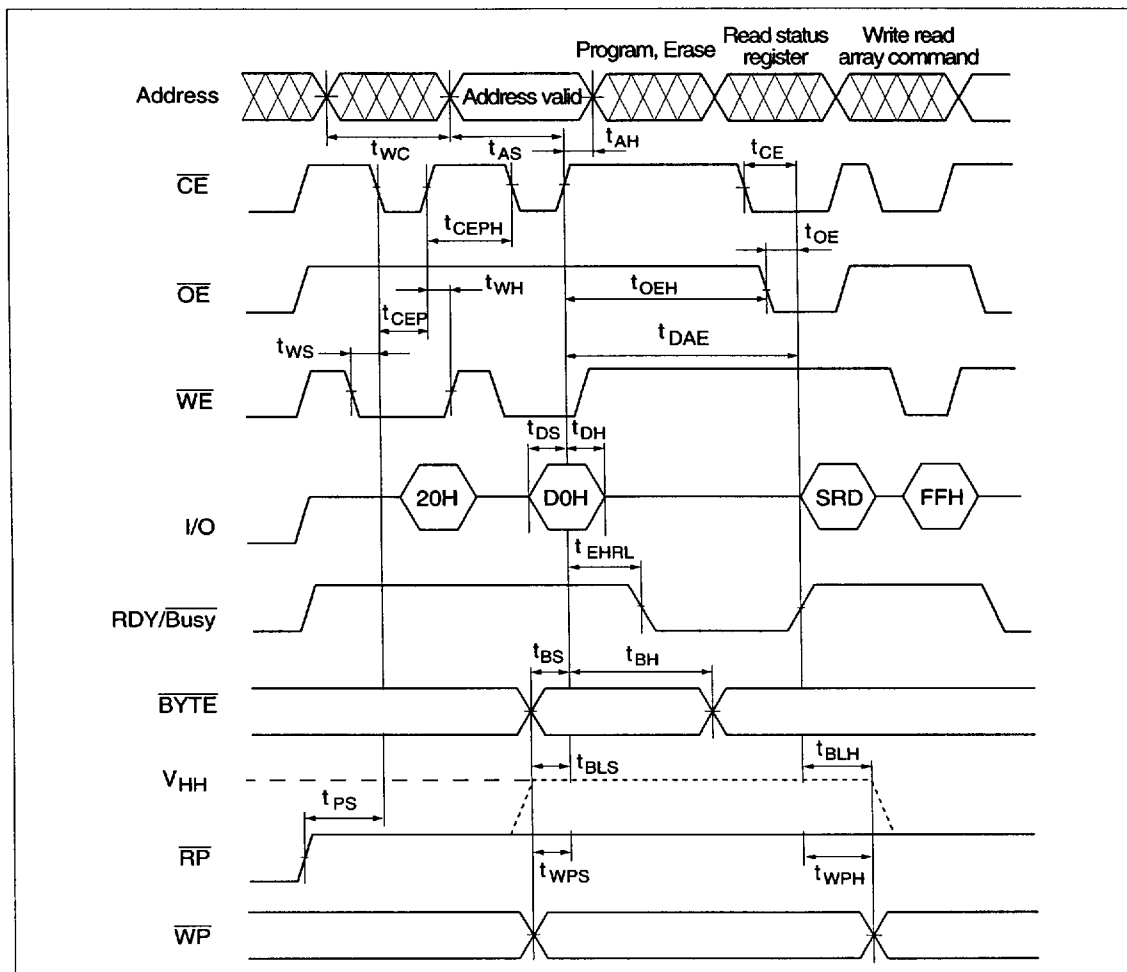 Program, Erase
Read status register
Write read array command
Address
Address valid
tWC
tAS
tAH
tCE
CE
tCEPH
tOE
OE
tWH
tOEH
tCEP
tDAE
tWS
WE
tDS
tDH
I/O
20H
D0H
SRD
FFH
tEHRL
RDY/Busy
tBS
tBH
BYTE
tBLS
tBLH
VHH
tPS
RP
tWPS
tWPH
WP